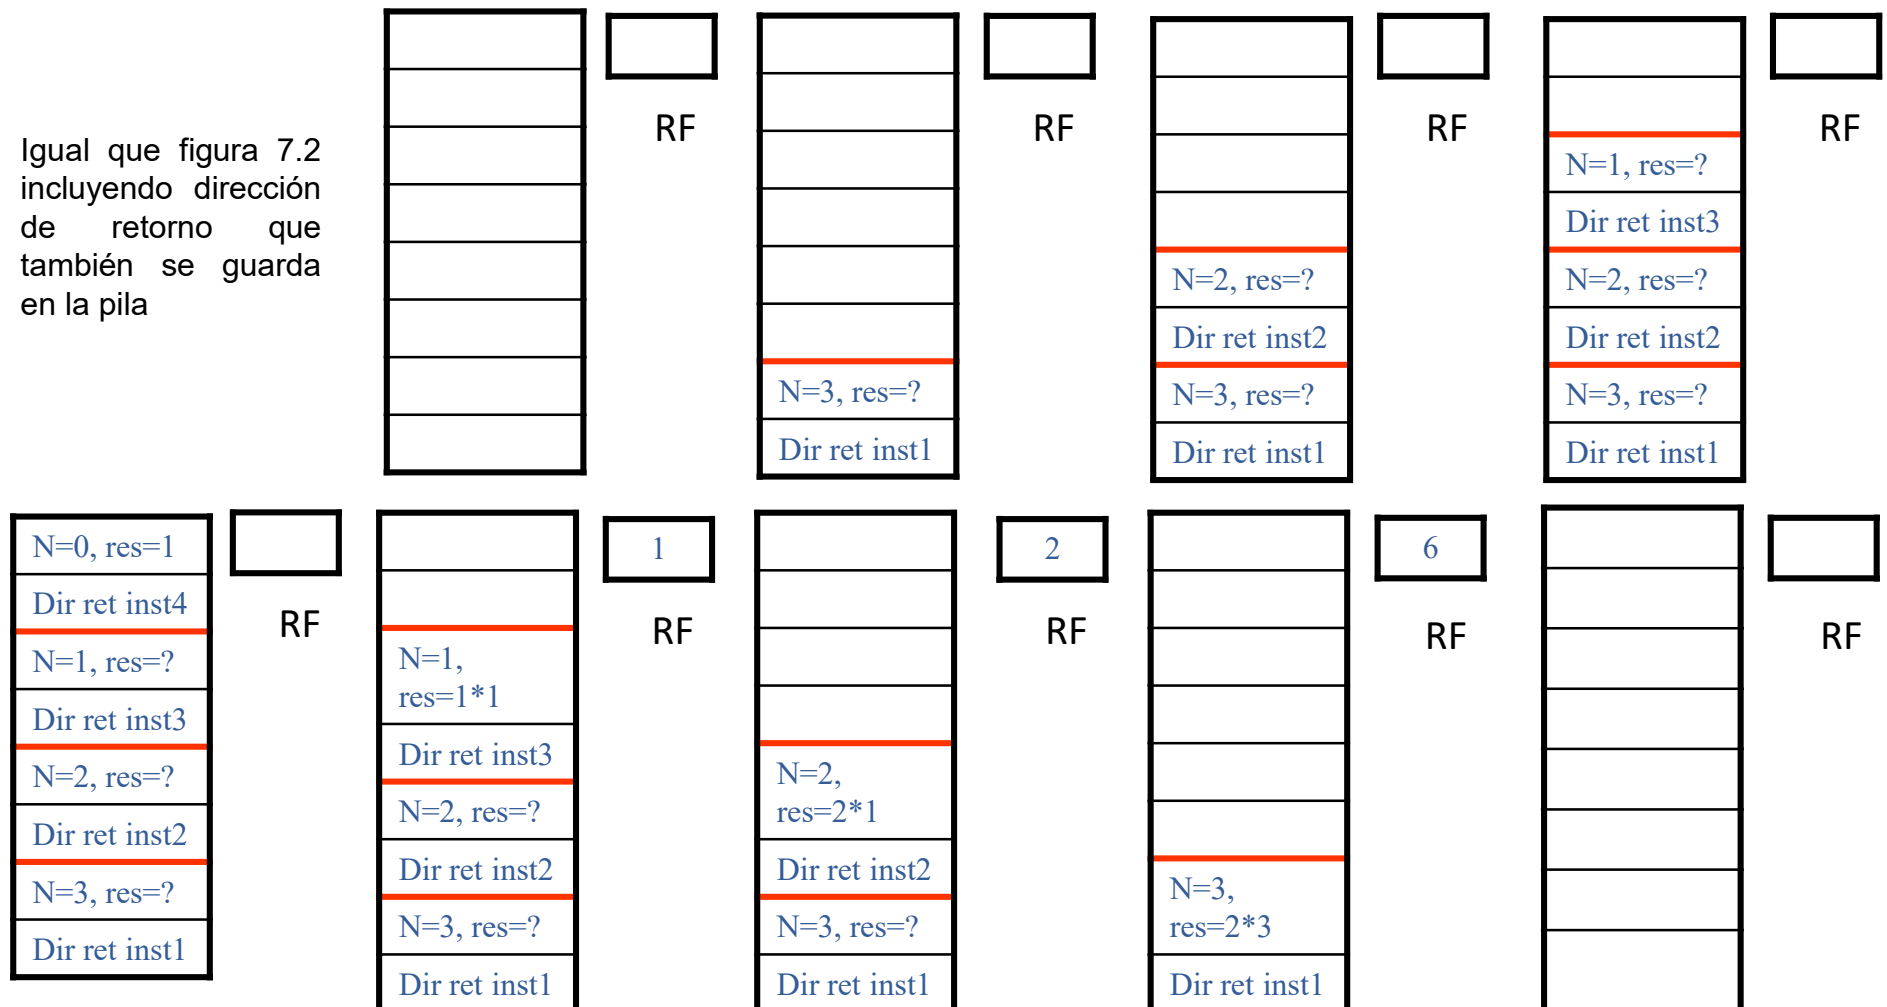 Igual que figura 7.2
incluyendo dirección
de retorno que
también se guarda
en la pila
RF
N=3, res=?
Dir ret inst1
RF
N=2, res=?
Dir ret inst2
N=3, res=?
Dir ret inst1
RF
N=1, res=?
Dir ret inst3
N=2, res=?
Dir ret inst2
N=3, res=?
Dir ret inst1
RF
N=0, res=1
Dir ret inst4
N=1, res=?
Dir ret inst3
N=2, res=?
Dir ret inst2
N=3, res=?
Dir ret inst1
RF
N=1,
res=1*1
Dir ret inst3
N=2, res=?
Dir ret inst2
N=3, res=?
Dir ret inst1
1
RF
N=2,
res=2*1
Dir ret inst2
N=3, res=?
Dir ret inst1
2
RF
N=3,
res=2*3
Dir ret inst1
6
RF
RF